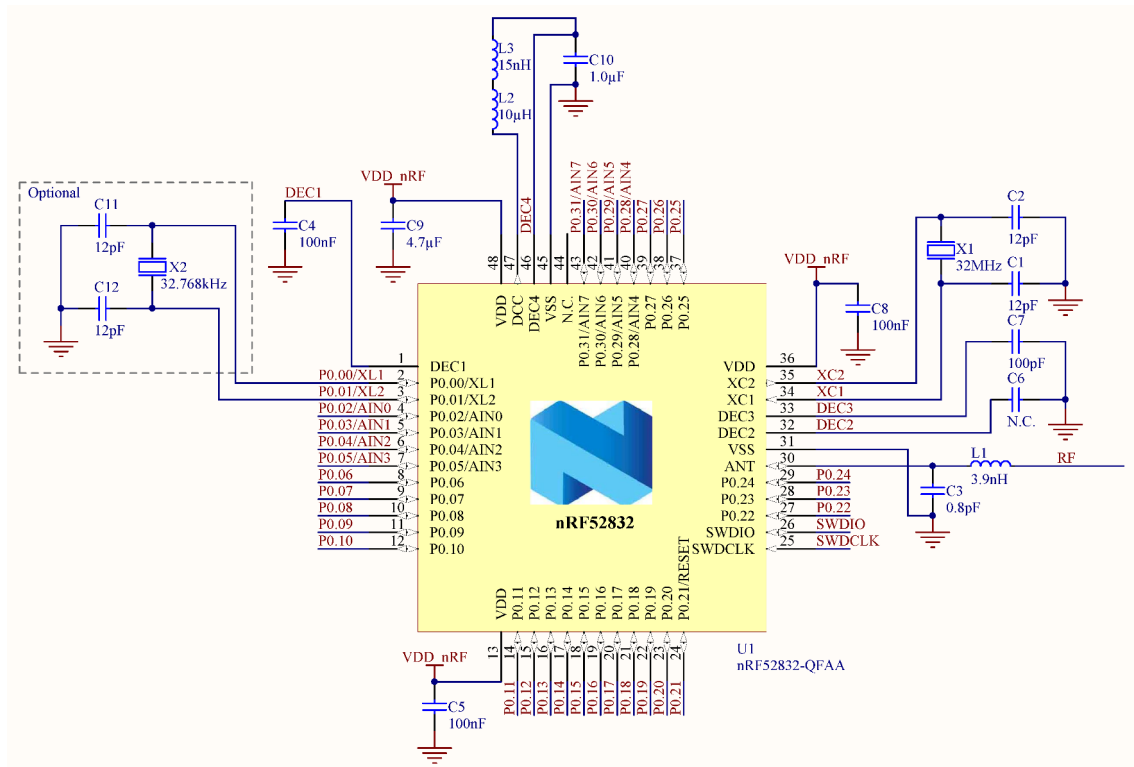 L3
15nH
C10
1.0µF
L2
10µH
Optional
C11
12pF
X2
32.768kHz
C12
12pF
DEC1
C4
100nF
VDD_nRF
C9
4.7µF
DEC4
P0.31/AIN7
P0.30/AIN6
P0.29/AIN5
P0.28/AIN4
P0.27
P0.26
P0.25
48
47
46
45
44
43
42
41
40
39
38
37
VDD
DCC
DEC4
VSS
N.C.
P0.31/AIN7
P0.30/AIN6
P0.29/AIN5
P0.28/AIN4
P0.27
P0.26
P0.25
VDD_nRF
C8
100nF
C2
12pF
X1
32MHz
C1
12pF
C7
100pF
C6
N.C.
1 DEC1
P0.00/XL1 2 P0.00/XL1
P0.01/XL2 3 P0.01/XL2
P0.02/AIN0 4 P0.02/AIN0
P0.03/AIN1 5 P0.03/AIN1
P0.04/AIN2 6 P0.04/AIN2
P0.05/AIN3 7 P0.05/AIN3
P0.06 8 P0.06
P0.07 9 P0.07
P0.08 10 P0.08
P0.09 11 P0.09
P0.10 12 P0.10
nRF52832
VDD 36
XC2 35 XC2
XC1 34 XC1
DEC3 33 DEC3
DEC2 32 DEC2
VSS 31
ANT 30
P0.24 29 P0.24
P0.23 28 P0.23
P0.22 27 P0.22
SWDIO 26 SWDIO
SWDCLK 25 SWDCLK
L1
3.9nH
RF
C3
0.8pF
VDD
P0.11
P0.12
P0.13
P0.14
P0.15
P0.16
P0.17
P0.18
P0.19
P0.20
P0.21/RESET
13
14
15
16
17
18
19
20
21
22
23
24
P0.11
P0.12
P0.13
P0.14
P0.15
P0.16
P0.17
P0.18
P0.19
P0.20
P0.21
VDD_nRF
C5
100nF
U1
nRF52832-QFAA